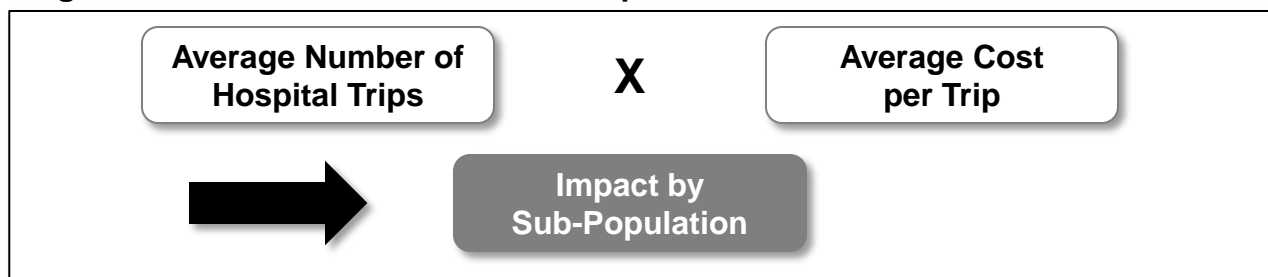 Average Number of
Hospital Trips
X
Average Cost
per Trip
Impact by
Sub-Population